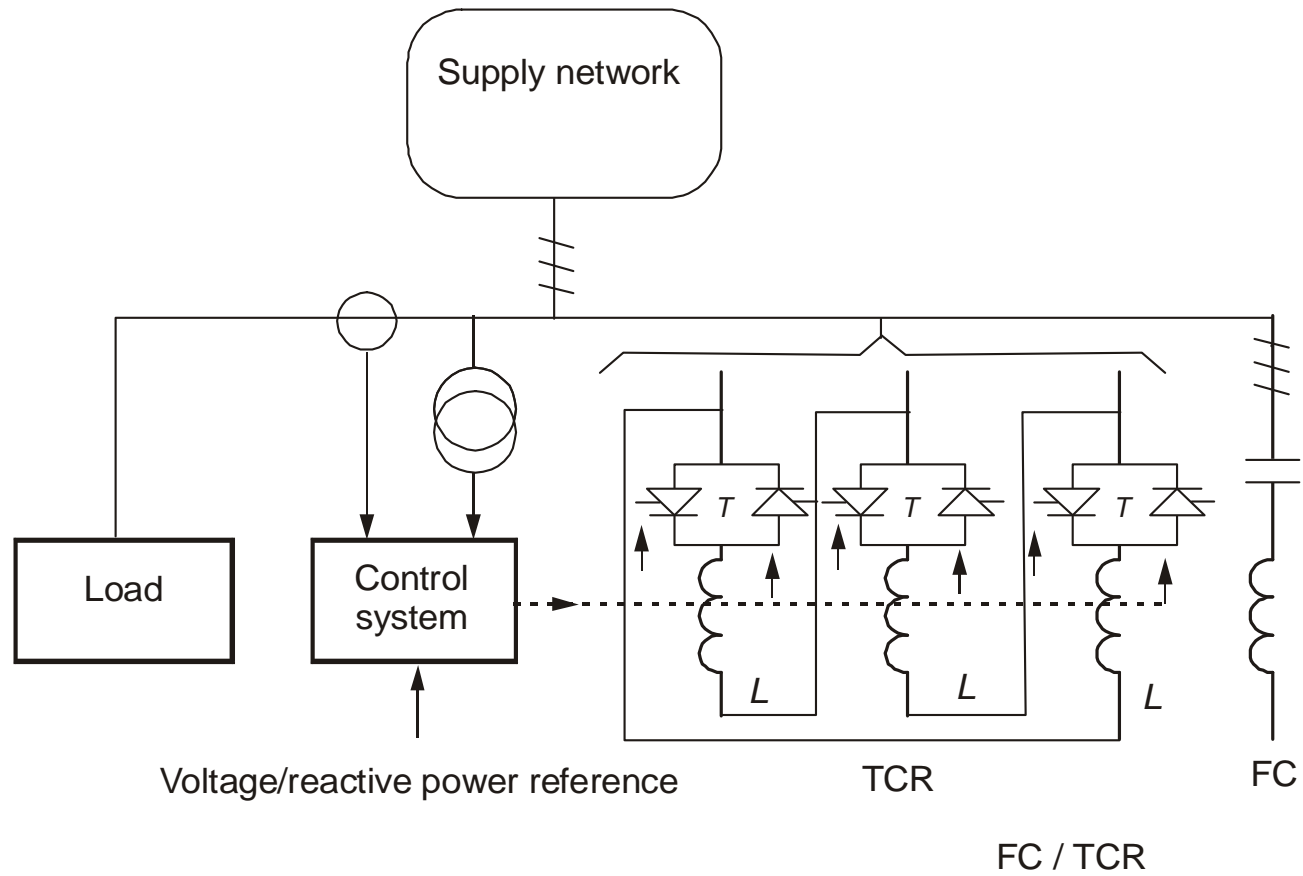 Supply network
T
T
T
Load
Control
system
L
L
L
Voltage/reactive power reference
TCR
FC
FC / TCR